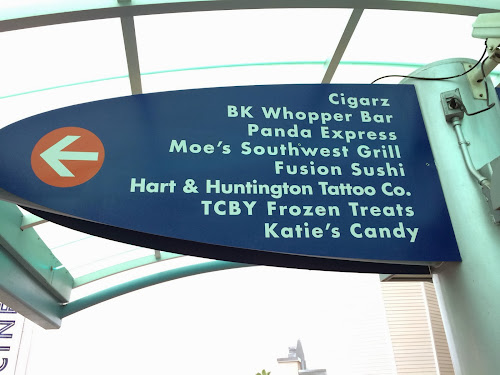 Cigarz
BK Whopper Bar
Panda Express
Moe's Southwest Grill
Fusion Sushi
Hart & Huntington Tattoo Co.
TCBY Frozen Treats
Katie's Candy
CINE